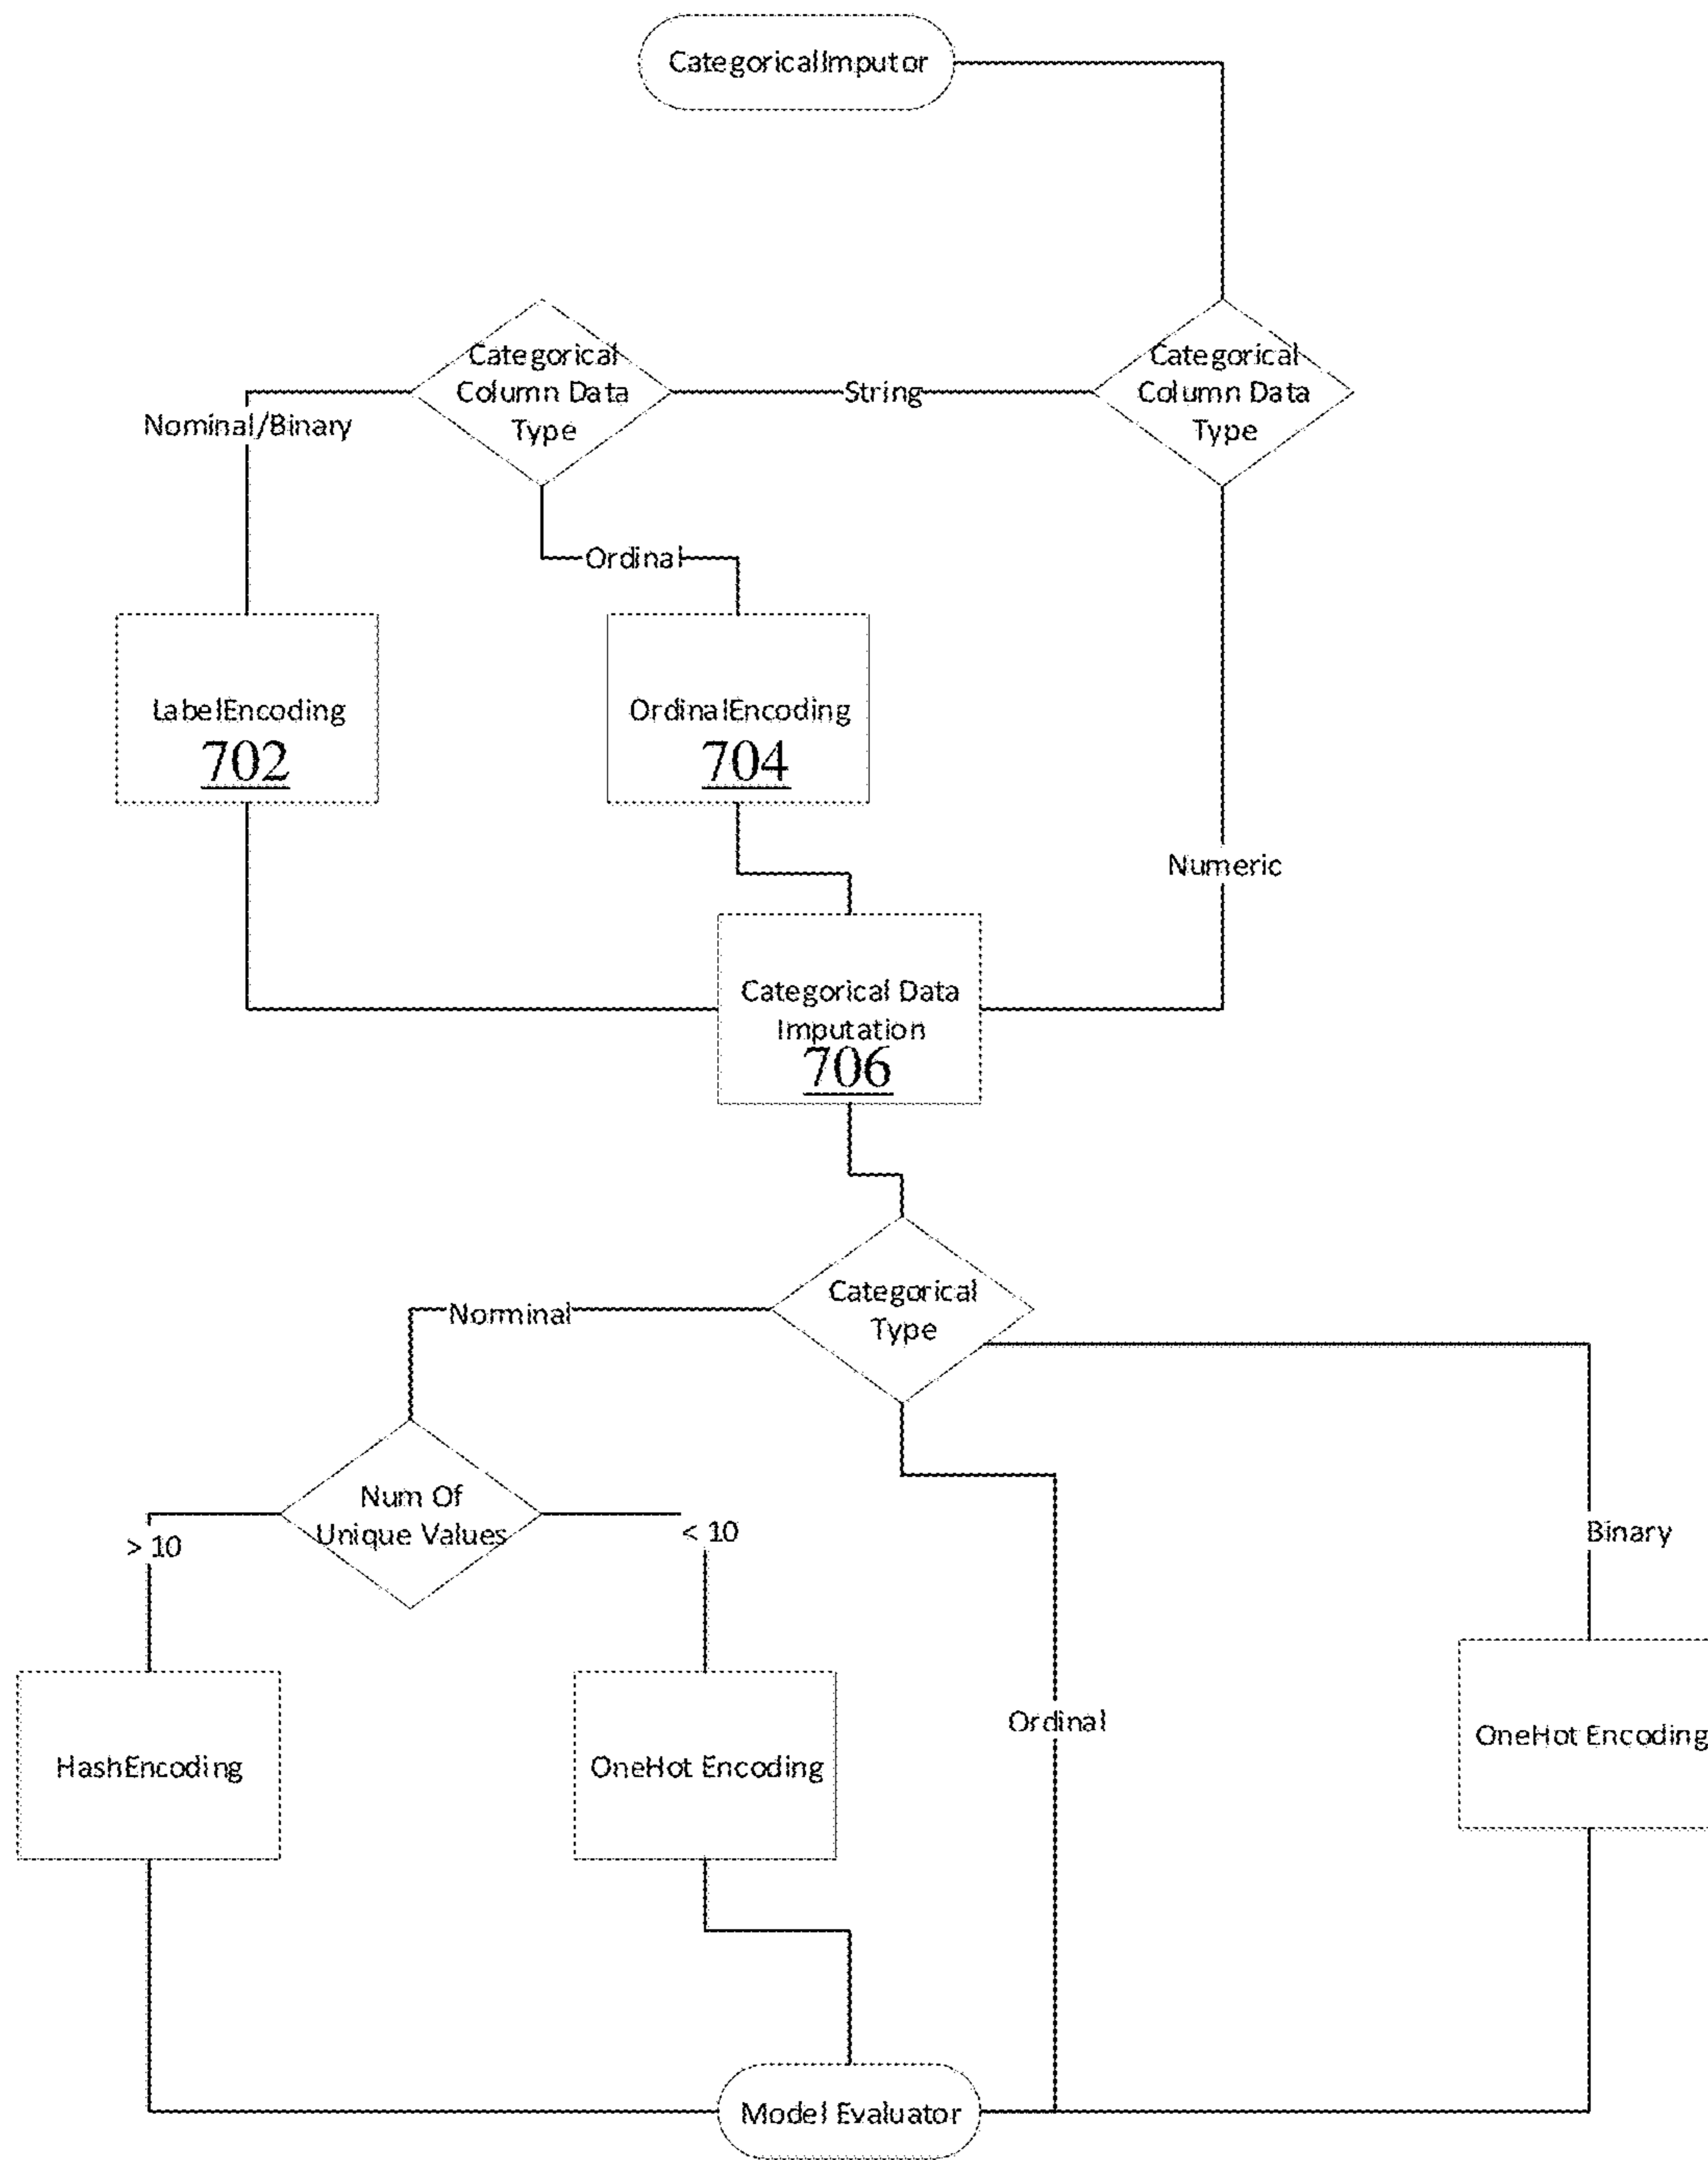 CategoricalImputor
Categorical
Column Data
Type
String
Categorical
Column Data
Type
Nominal/Binary
Ordinal
LabelEncoding
702
OrdinalEncoding
704
Numeric
Categorical Data
Imputation
706
Categorical
Type
Norminal
Num Of
Unique Values
> 10
< 10
Binary
Ordinal
HashEncoding
OneHot Encoding
OneHot Encoding
Model Evaluator